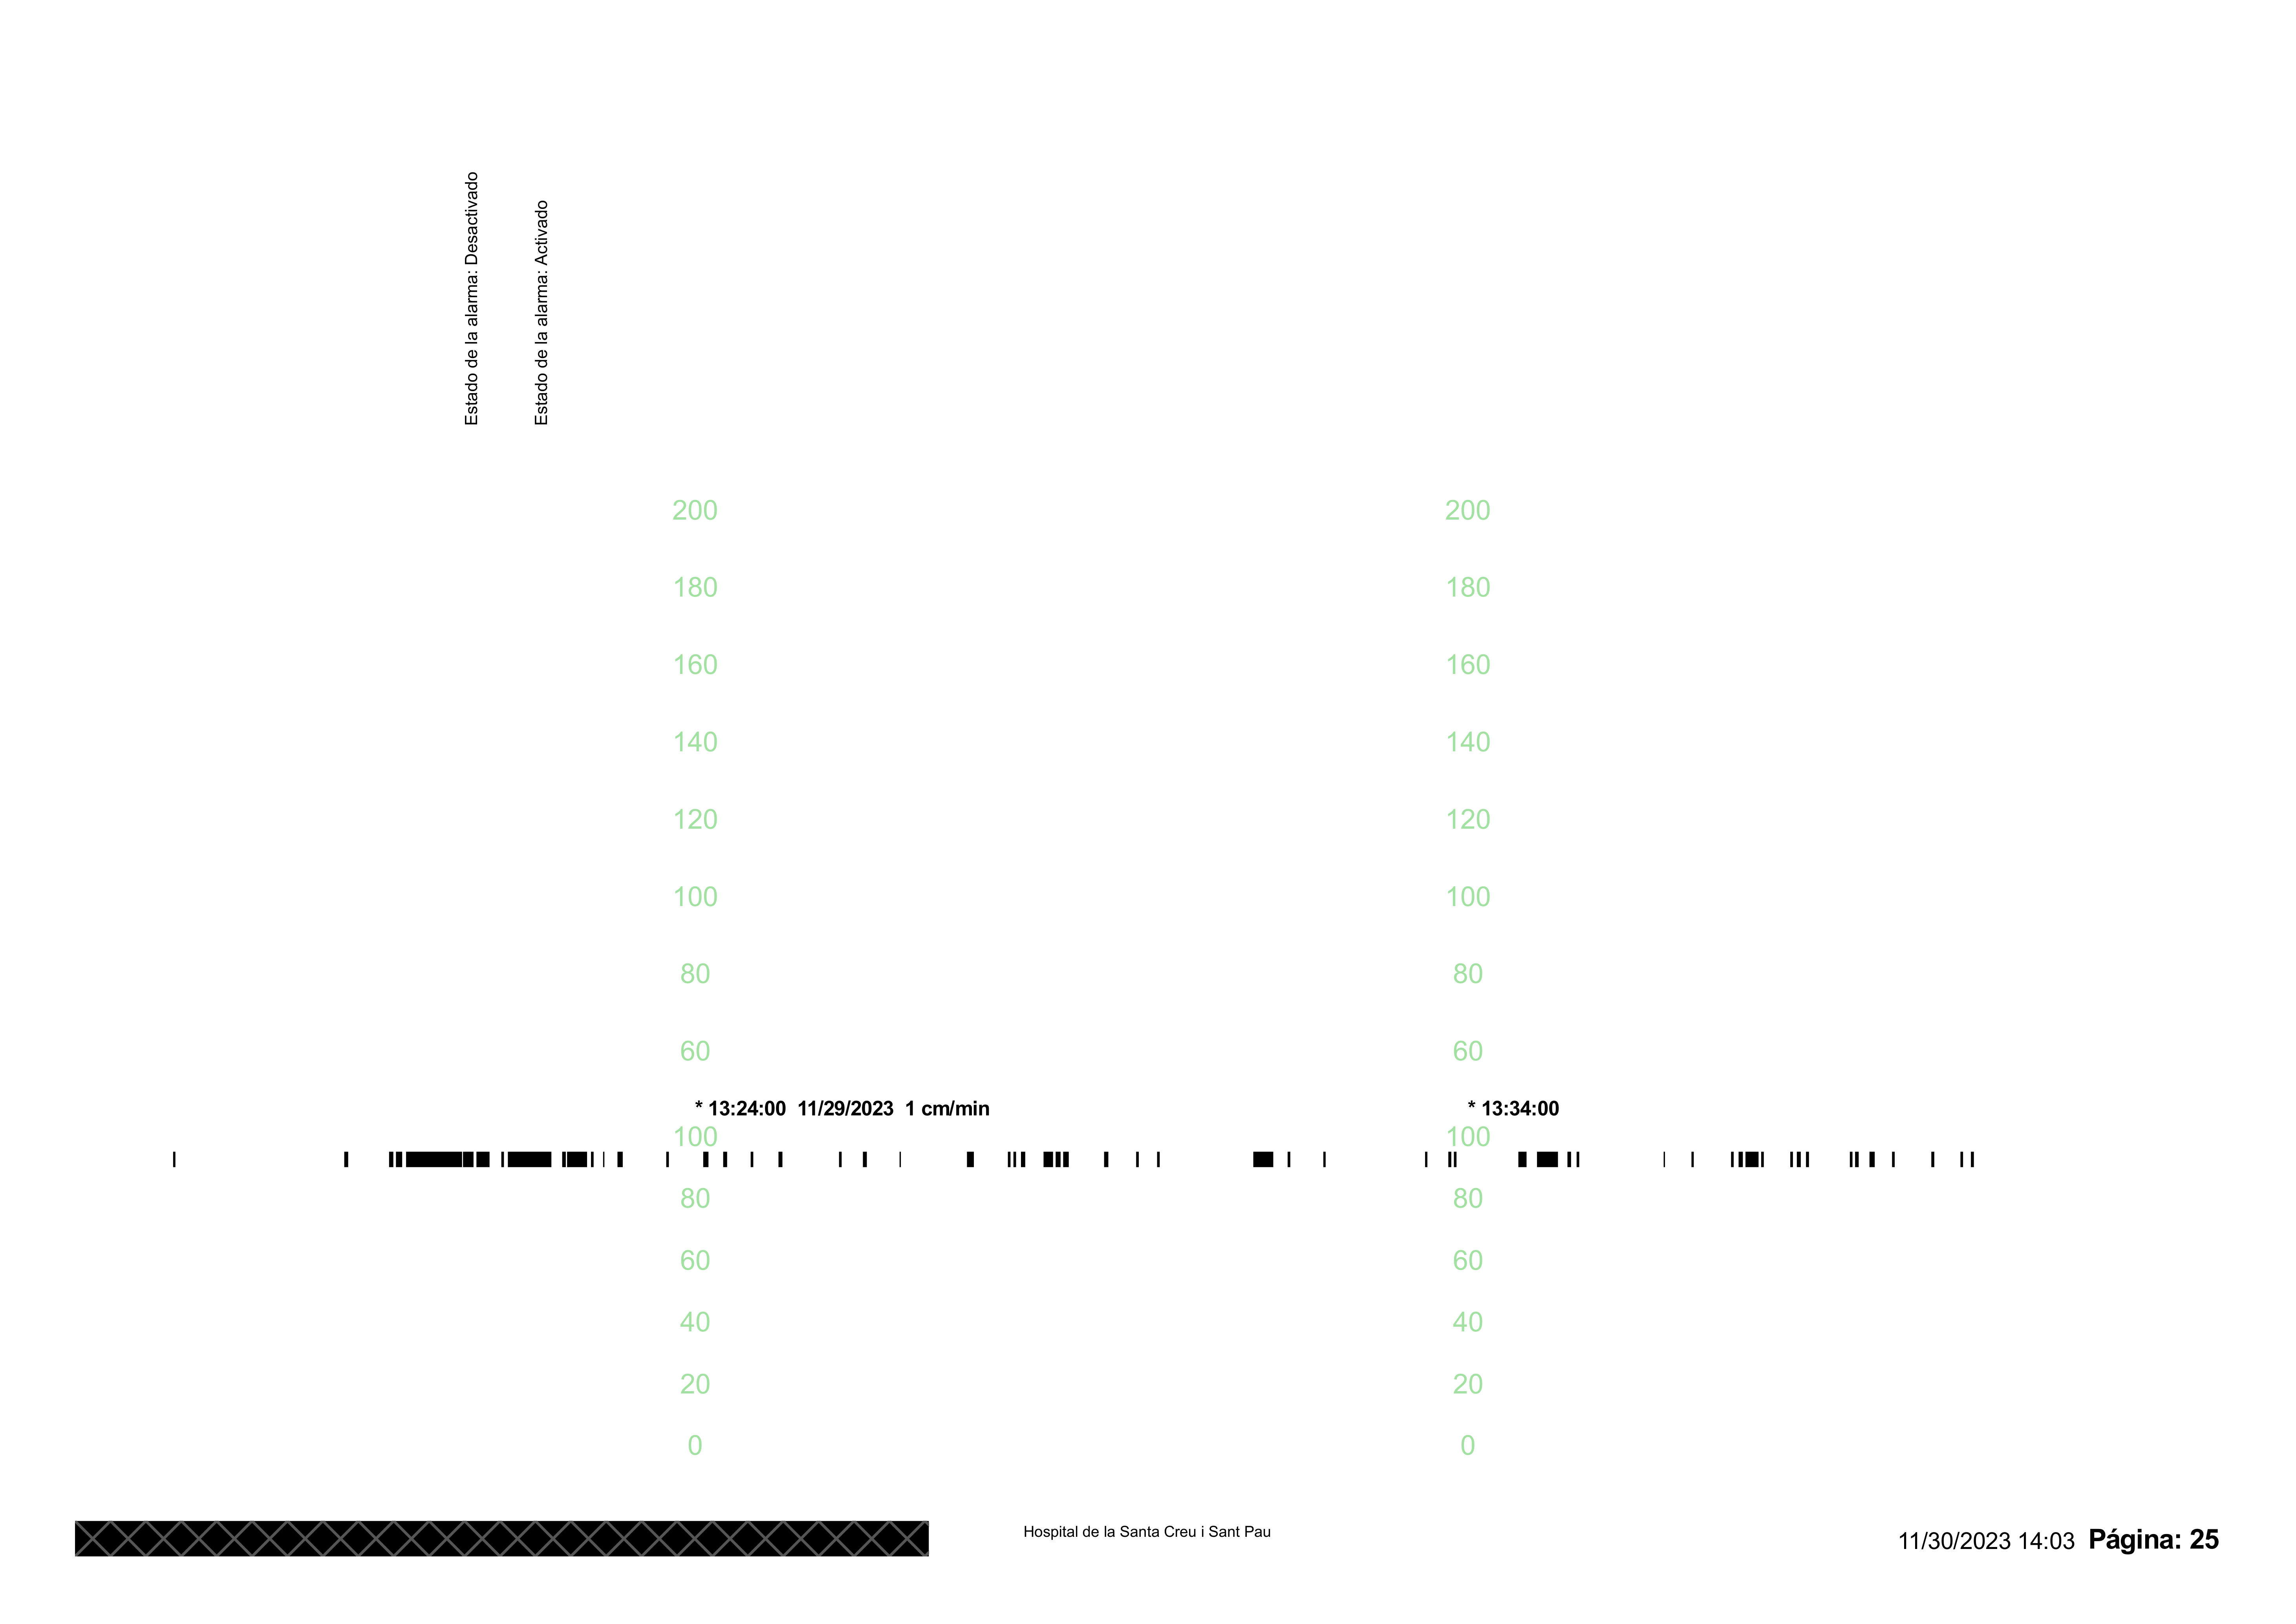 Estado de la alarma: Desactivado
Estado de la alarma: Activado
200 200
180 180
160 160
140 140
120 120
100 100
80 80
60 60
* 13:24:00 11/29/2023 1 cm/min * 13:34:00
100 100
80 80
60 60
40 40
20 20
0 0
Hospital de la Santa Creu i Sant Pau
11/30/2023 14:03 Página: 25